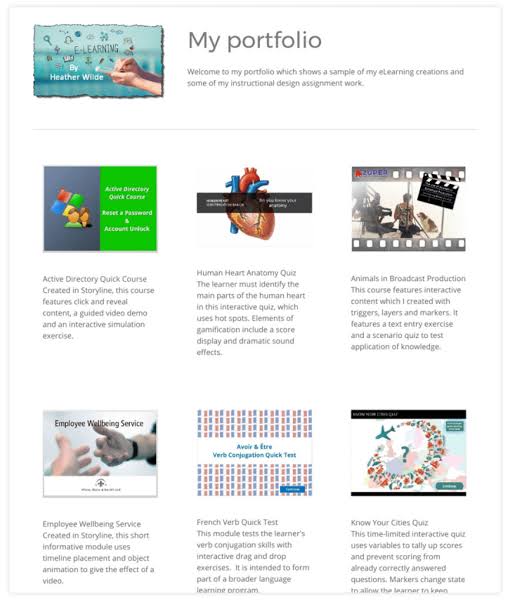 E-LEARNING
By
Heather Wilde
My portfolio
Welcome to my portfolio which shows a sample of my eLearning creations and
some of my instructional design assignment work.
Active Directory
Quick Course
Reset a Password
&
Account Unlock
Do you know your
anatomy
Active Directory Quick Course
Created in Storyline, this course
features click and reveal
content, a guided video demo
and an interactive simulation
exercise.
Human Heart Anatomy Quiz
The learner must identify the
main parts of the human heart
in this interactive quiz, which
uses hot spots. Elements of
gamification include a score
display and dramatic sound
effects.
Animals in Broadcast Production
This course features interactive
content which I created with
triggers, layers and markers. It
features a text entry exercise
and a scenario quiz to test
application of knowledge.
Employee Wellbeing Service
Avoir & Être
Verb Conjugation Quick Test
KNOW YOUR CITIES QUIZ
?
Employee Wellbeing Service
Created in Storyline, this short
informative module uses
timeline placement and object
animation to give the effect of a
video.
French Verb Quick Test
This module tests the learner's
verb conjugation skills with
interactive drag and drop
exercises. It is intended to form
part of a broader language
learning program.
Know Your Cities Quiz
This time-limited interactive quiz
uses variables to tally up scores
and prevent scoring from
already correctly answered
questions. Markers change state
to allow the learner to keep